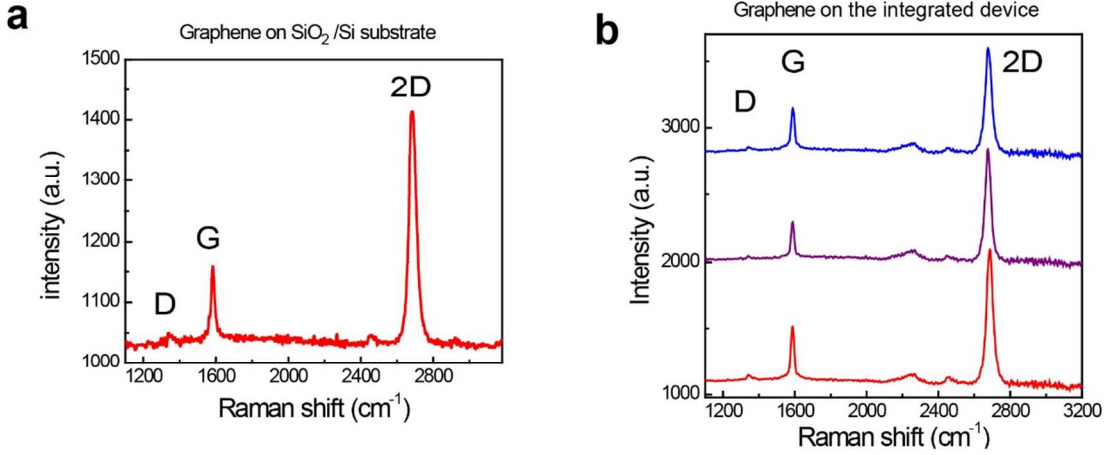 a
Graphene on SiO₂ /Si substrate
1500
1400
1300
1200
1100
1000
intensity (a.u.)
D
G
2D
1200
1600
2000
2400
2800
Raman shift (cm⁻¹)
b
Graphene on the integrated device
3000
2000
1000
Intensity (a.u.)
D
G
2D
1200
1600
2000
2400
2800
3200
Raman shift (cm⁻¹)